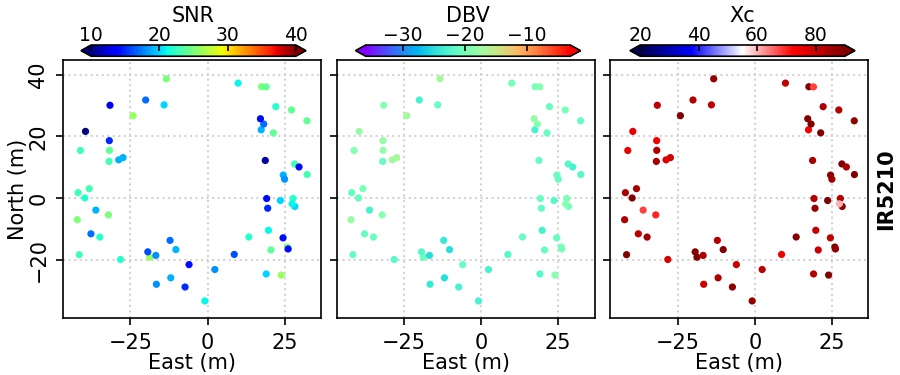 SNR DBV Xc
10 20 30 40 −30 −20 −10 20 40 60 80
40
20
0
−20
North (m)
IR5210
−25 0 25 −25 0 25 −25 0 25
East (m) East (m) East (m)